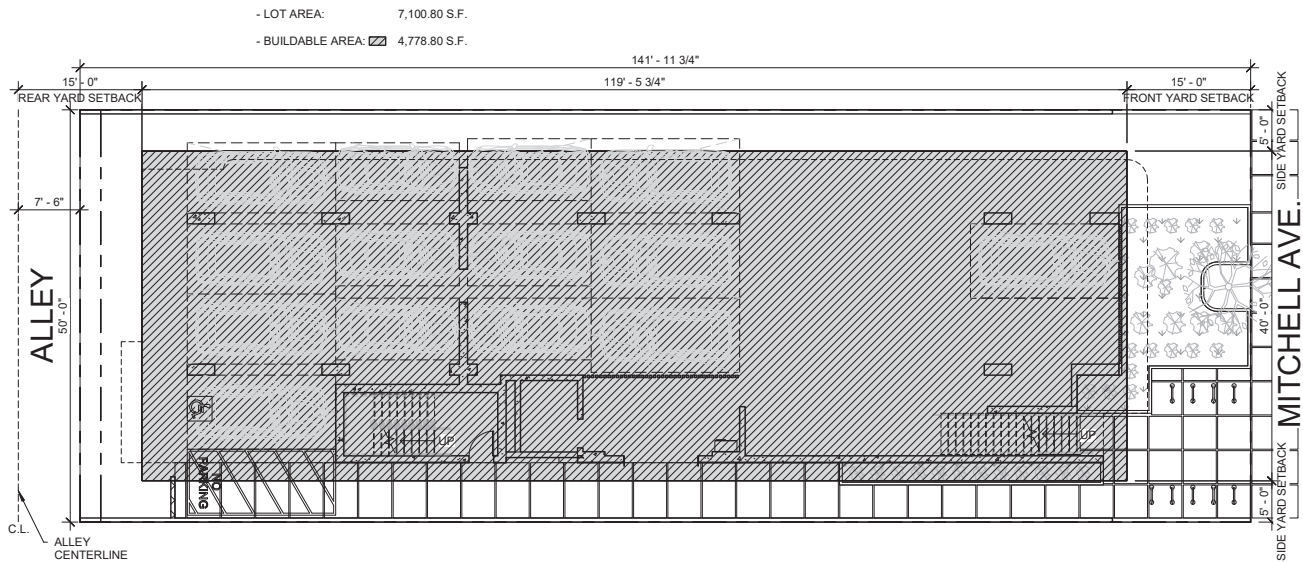 - LOT AREA: 7,100.80 S.F.
- BUILDABLE AREA: 4,778.80 S.F.
141' - 11 3/4"
15' - 0"
119' - 5 3/4"
15' - 0"
REAR YARD SETBACK
FRONT YARD SETBACK
5' - 0"
SIDE YARD SETBACK
7' - 6"
ALLEY
50' - 0"
40' - 0"
MITCHELL AVE.
UP
UP
NO
PARKING
5' - 0"
SIDE YARD SETBACK
C.L.
ALLEY
CENTERLINE